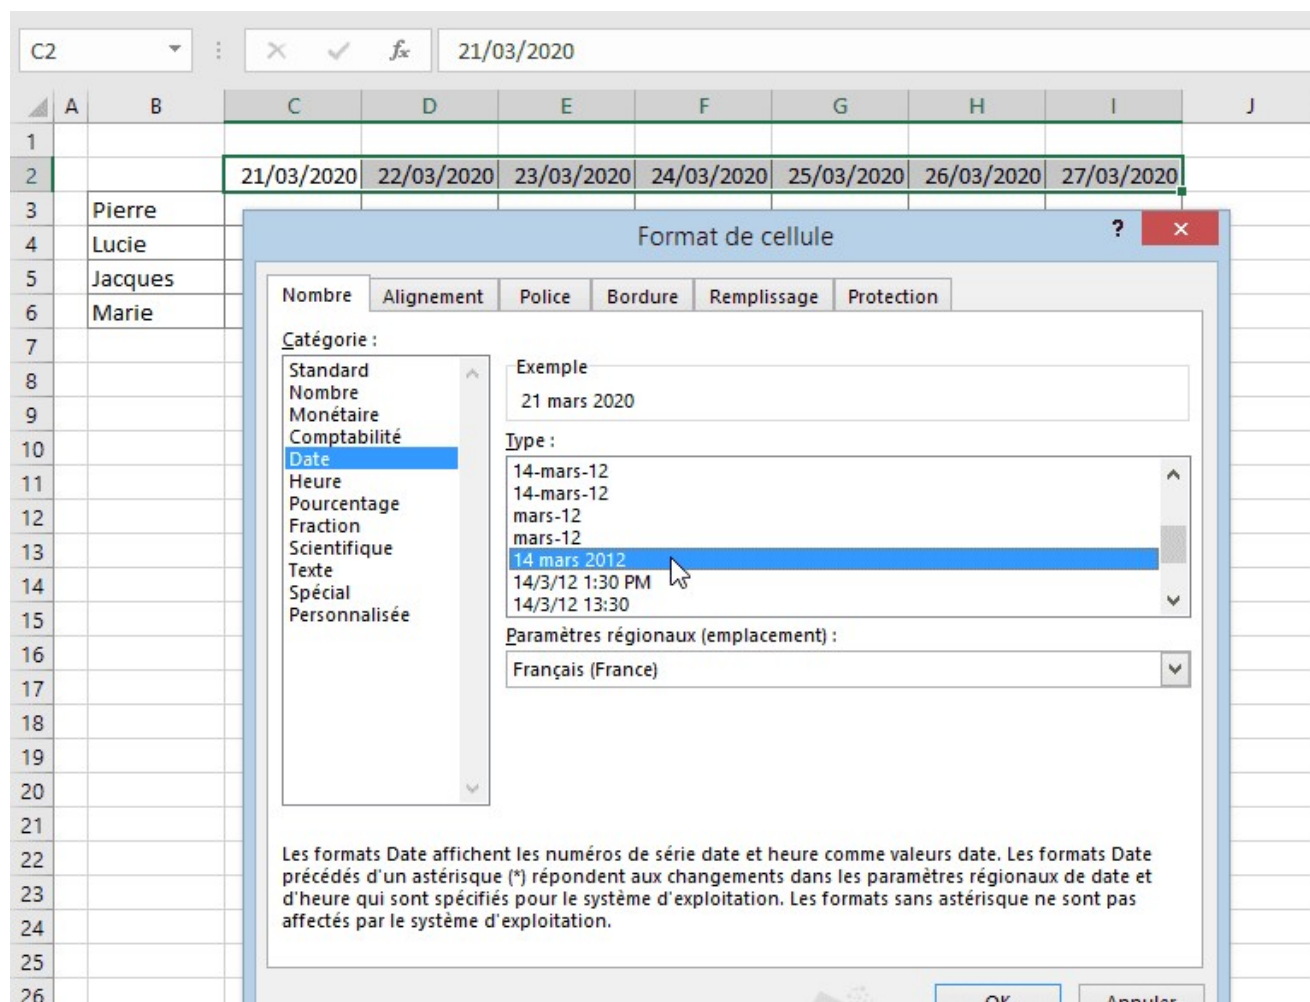 C2 fx 21/03/2020
A B C D E F G H I J
1
2 21/03/2020 22/03/2020 23/03/2020 24/03/2020 25/03/2020 26/03/2020 27/03/2020
3 Pierre
4 Lucie
5 Jacques
6 Marie
7
8
9
10
11
12
13
14
15
16
17
18
19
20
21
22
23
24
25
26
Format de cellule ? ×
Nombre Alignement Police Bordure Remplissage Protection
Catégorie :
Standard
Nombre
Monétaire
Comptabilité
Date
Heure
Pourcentage
Fraction
Scientifique
Texte
Spécial
Personnalisée
Exemple
21 mars 2020
Type :
14-mars-12
14-mars-12
mars-12
mars-12
14 mars 2012
14/3/12 1:30 PM
14/3/12 13:30
Paramètres régionaux (emplacement) :
Français (France)
Les formats Date affichent les numéros de série date et heure comme valeurs date. Les formats Date
précédés d'un astérisque (*) répondent aux changements dans les paramètres régionaux de date et
d'heure qui sont spécifiés pour le système d'exploitation. Les formats sans astérisque ne sont pas
affectés par le système d'exploitation.
OK Annuler